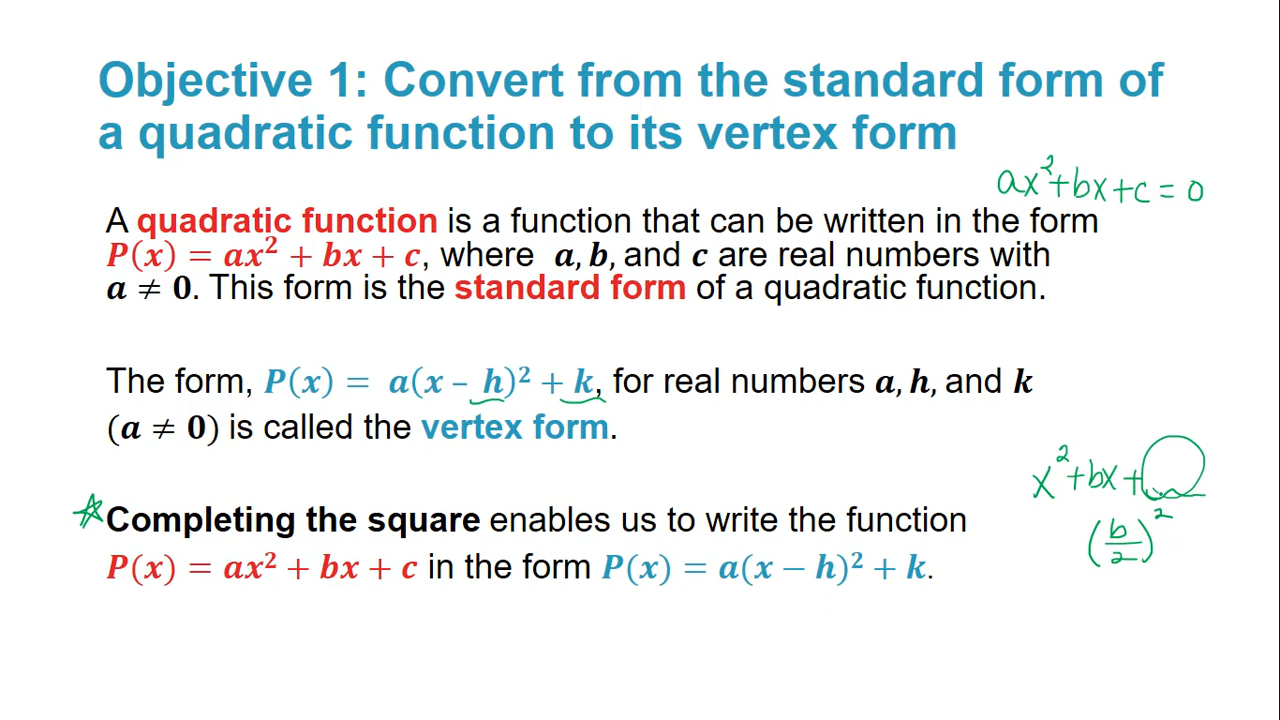 Objective 1: Convert from the standard form of
a quadratic function to its vertex form
ax²+bx+c=0
A quadratic function is a function that can be written in the form
P(x) = ax² + bx + c, where a, b, and c are real numbers with
a ≠ 0. This form is the standard form of a quadratic function.
The form, P(x) = a(x – h)² + k, for real numbers a, h, and k
(a ≠ 0) is called the vertex form.
x²+bx+
Completing the square enables us to write the function
(b/2)²
P(x) = ax² + bx + c in the form P(x) = a(x − h)² + k.